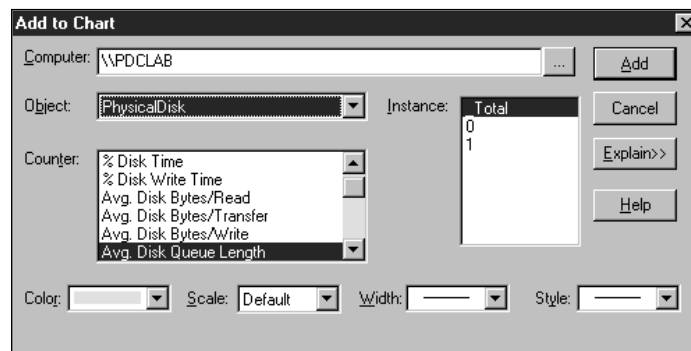 Add to Chart
Computer: \\PDCLAB ... Add
Object: PhysicalDisk Instance: _Total Cancel
0
1
Counter: % Disk Time Explain>>
% Disk Write Time
Avg. Disk Bytes/Read
Avg. Disk Bytes/Transfer Help
Avg. Disk Bytes/Write
Avg. Disk Queue Length
Color: Scale: Default Width: Style: